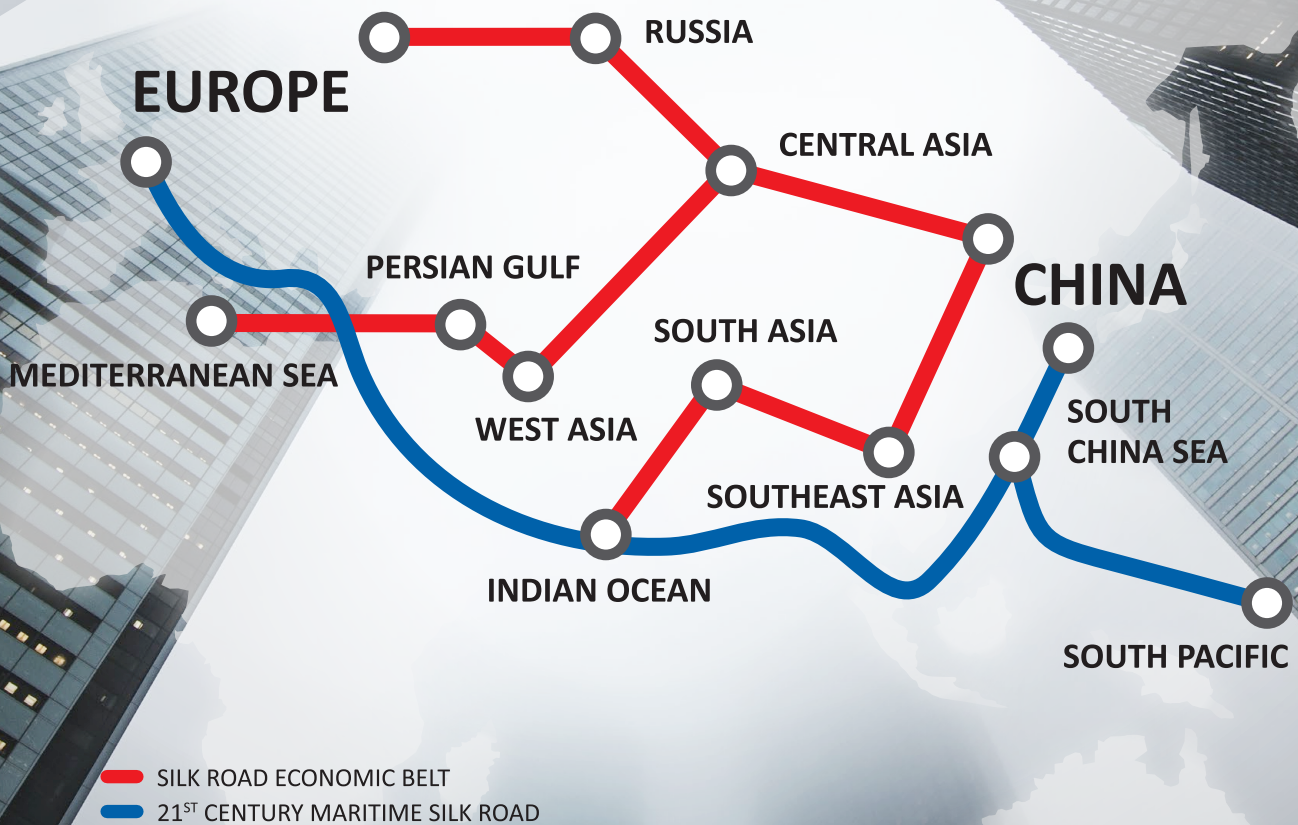 RUSSIA
EUROPE
CENTRAL ASIA
PERSIAN GULF
CHINA
SOUTH ASIA
MEDITERRANEAN SEA
WEST ASIA
SOUTH
CHINA SEA
SOUTHEAST ASIA
INDIAN OCEAN
SOUTH PACIFIC
SILK ROAD ECONOMIC BELT
21ST CENTURY MARITIME SILK ROAD